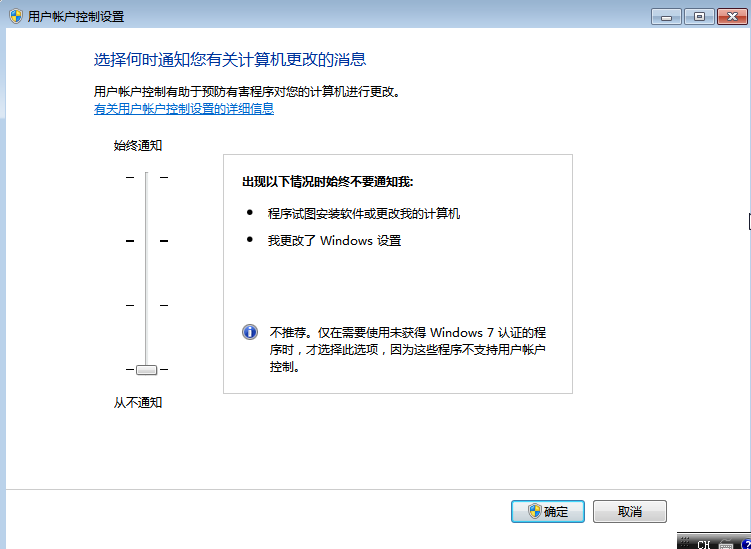 用户帐户控制设置
选择何时通知您有关计算机更改的消息
用户帐户控制有助于预防有害程序对您的计算机进行更改。
有关用户帐户控制设置的详细信息
始终通知
出现以下情况时始终不要通知我:
● 程序试图安装软件或更改我的计算机
● 我更改了 Windows 设置
不推荐。仅在需要使用未获得 Windows 7 认证的程
序时，才选择此选项，因为这些程序不支持用户帐户
控制。
从不通知
确定
取消
CH